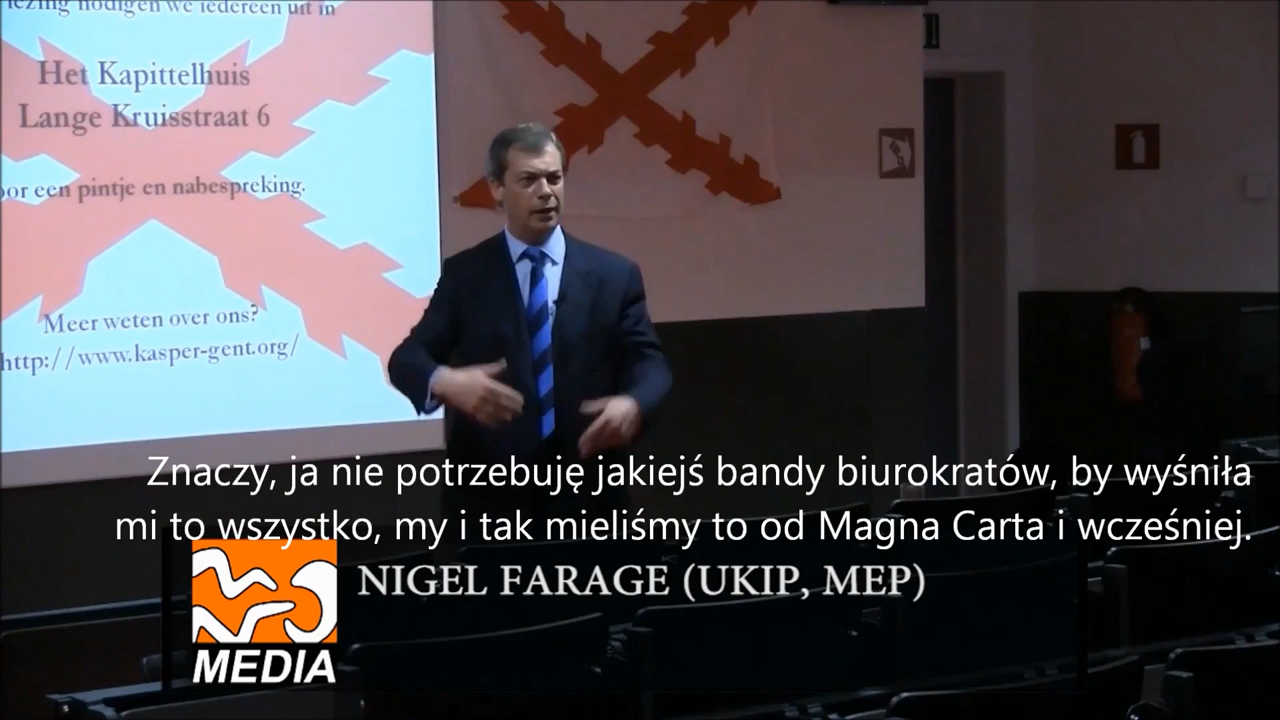 lezing nodigen we iedereen uit in
Het Kapittelhuis
Lange Kruisstraat 6
oor een pintje en nabespreking.
Meer weten over ons?
http://www.kasper-gent.org/
Znaczy, ja nie potrzebuję jakiejś bandy biurokratów, by wyśniła
mi to wszystko, my i tak mieliśmy to od Magna Carta i wcześniej.
NIGEL FARAGE (UKIP, MEP)
MEDIA